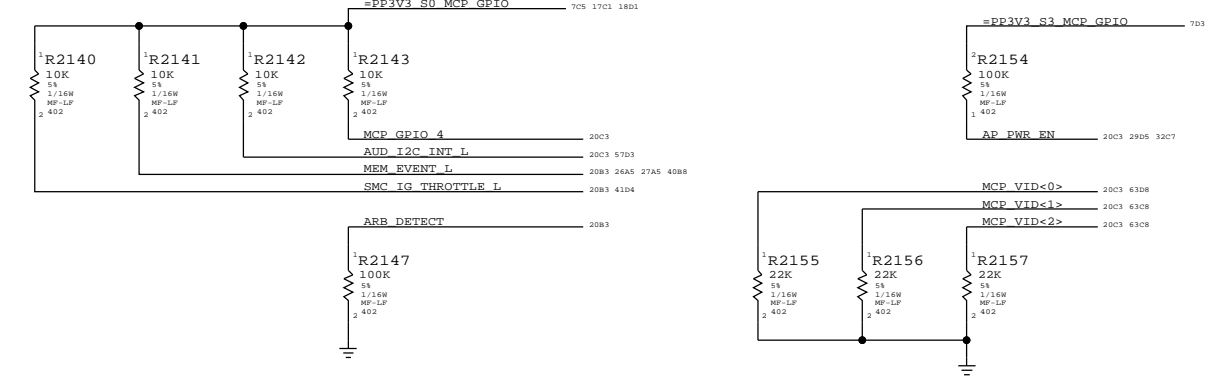 =PP3V3_S0_MCP_GPIO 7C5 17C1 18D1
=PP3V3_S3_MCP_GPIO 7D3
1 R2140 10K 5% 1/16W MF-LF 2 402
1 R2141 10K 5% 1/16W MF-LF 2 402
1 R2142 10K 5% 1/16W MF-LF 2 402
1 R2143 10K 5% 1/16W MF-LF 2 402
2 R2154 100K 5% 1/16W MF-LF 1 402
MCP_GPIO_4 20C3
AUD_I2C_INT_L 20C3 57D3
MEM_EVENT_L 20B3 26A5 27A5 40B8
SMC_IG_THROTTLE_L 20B3 41D4
AP_PWR_EN 20C3 29D5 32C7
MCP_VID<0> 20C3 63D8
MCP_VID<1> 20C3 63C8
MCP_VID<2> 20C3 63C8
ARB_DETECT 20B3
1 R2147 100K 5% 1/16W MF-LF 2 402
1 R2155 22K 5% 1/16W MF-LF 2 402
1 R2156 22K 5% 1/16W MF-LF 2 402
1 R2157 22K 5% 1/16W MF-LF 2 402